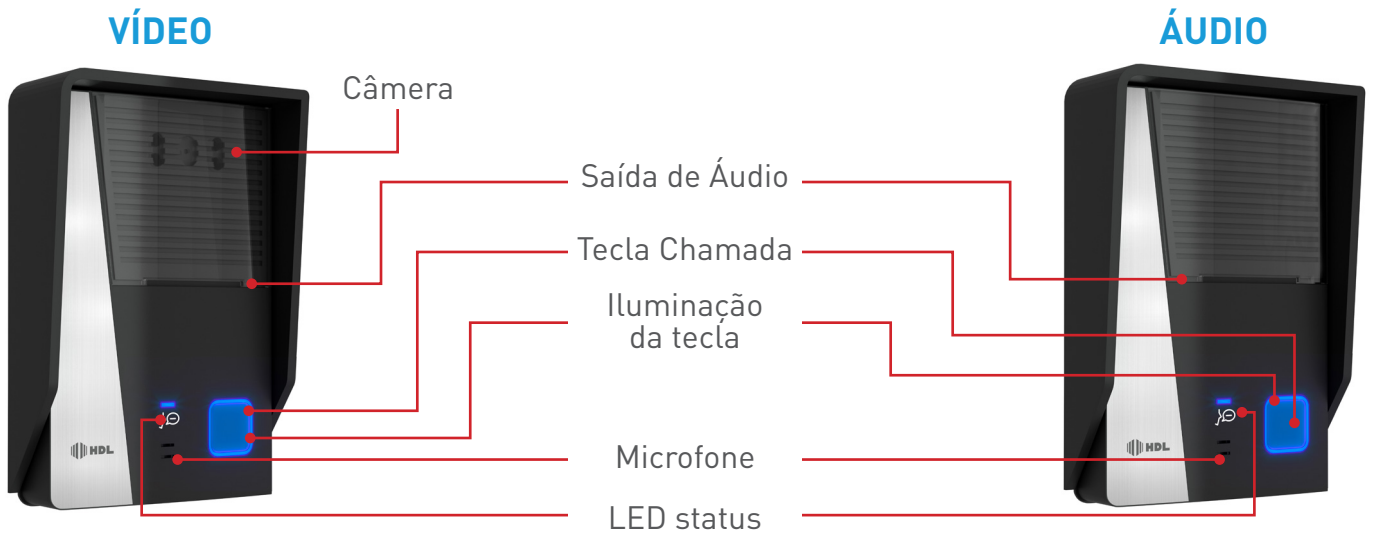 VÍDEO
ÁUDIO
Câmera
Saída de Áudio
Tecla Chamada
Iluminação
da tecla
Microfone
LED status
HDL
HDL